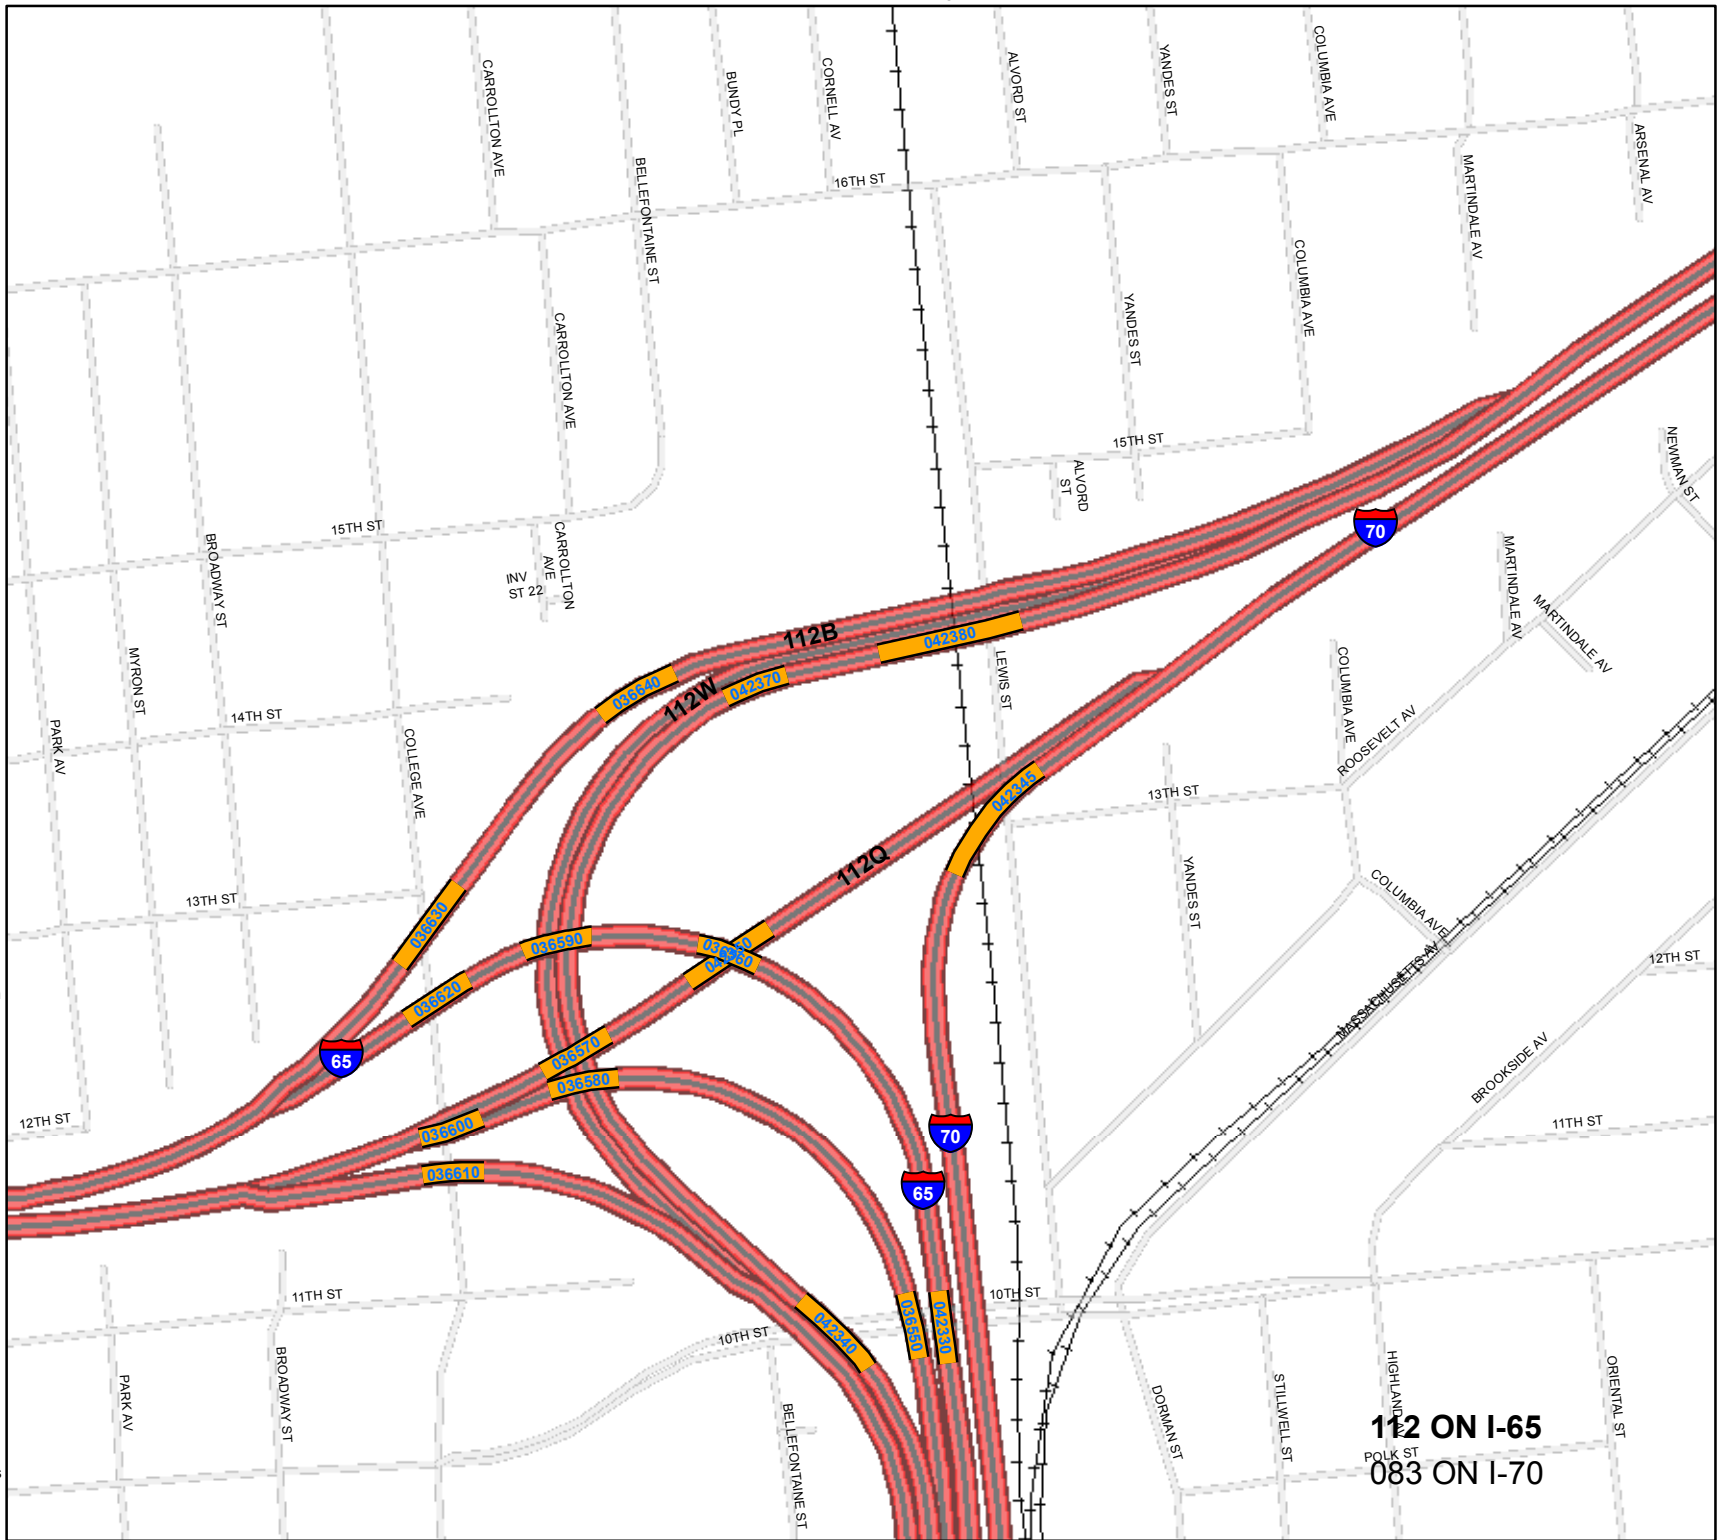 CARROLLTON AVE
BUNDY PL
CORNELL AV
ALVORD ST
YANDES ST
COLUMBIA AVE
ARSENAL AV
MARTINDALE AV
BELLEFONTAINE ST
16TH ST
COLUMBIA AVE
YANDES ST
CARROLLTON AVE
15TH ST
ALVORD
ST
NEWMAN ST
15TH ST
BROADWAY ST
CARROLLTON
AVE
INV
ST 22
70
MARTINDALE AV
MARTINDALE AV
112B
042380
MYRON ST
LEWIS ST
COLUMBIA AVE
036640
112W
042370
14TH ST
PARK AV
COLLEGE AVE
ROOSEVELT AV
042345
13TH ST
112Q
YANDES ST
COLUMBIA AVE
13TH ST
036630
036590
12TH ST
MASSACHUSETTS AV
036620
65
036570
036580
BROOKSIDE AV
12TH ST
036600
70
11TH ST
036610
65
11TH ST
10TH ST
10TH ST
042340
036550
042330
PARK AV
BROADWAY ST
BELLEFONTAINE ST
DORMAN ST
STILLWELL ST
HIGHLAND AV
ORIENTAL ST
112 ON I-65
POLK ST
083 ON I-70